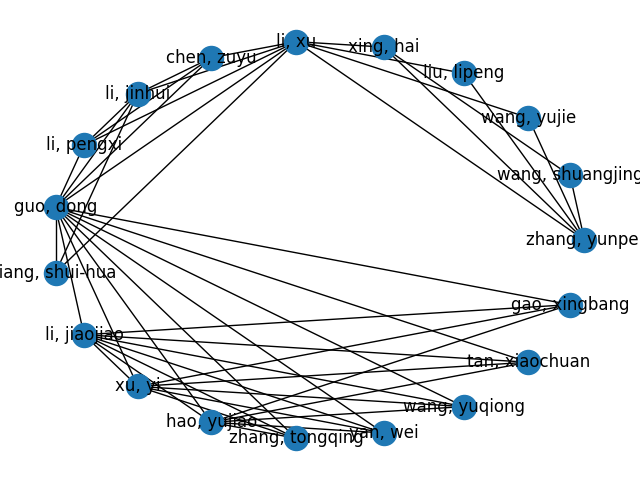 li, xu
xing, hai
chen, zuyu
liu, lipeng
li, jinhui
wang, yujie
li, pengxi
wang, shuangjing
guo, dong
zhang, yunpe
iang, shui-hua
gao, xingbang
li, jiaojiao
tan, xiaochuan
xu, yi
wang, yuqiong
hao, yujiao
zhang, tongqing
yan, wei